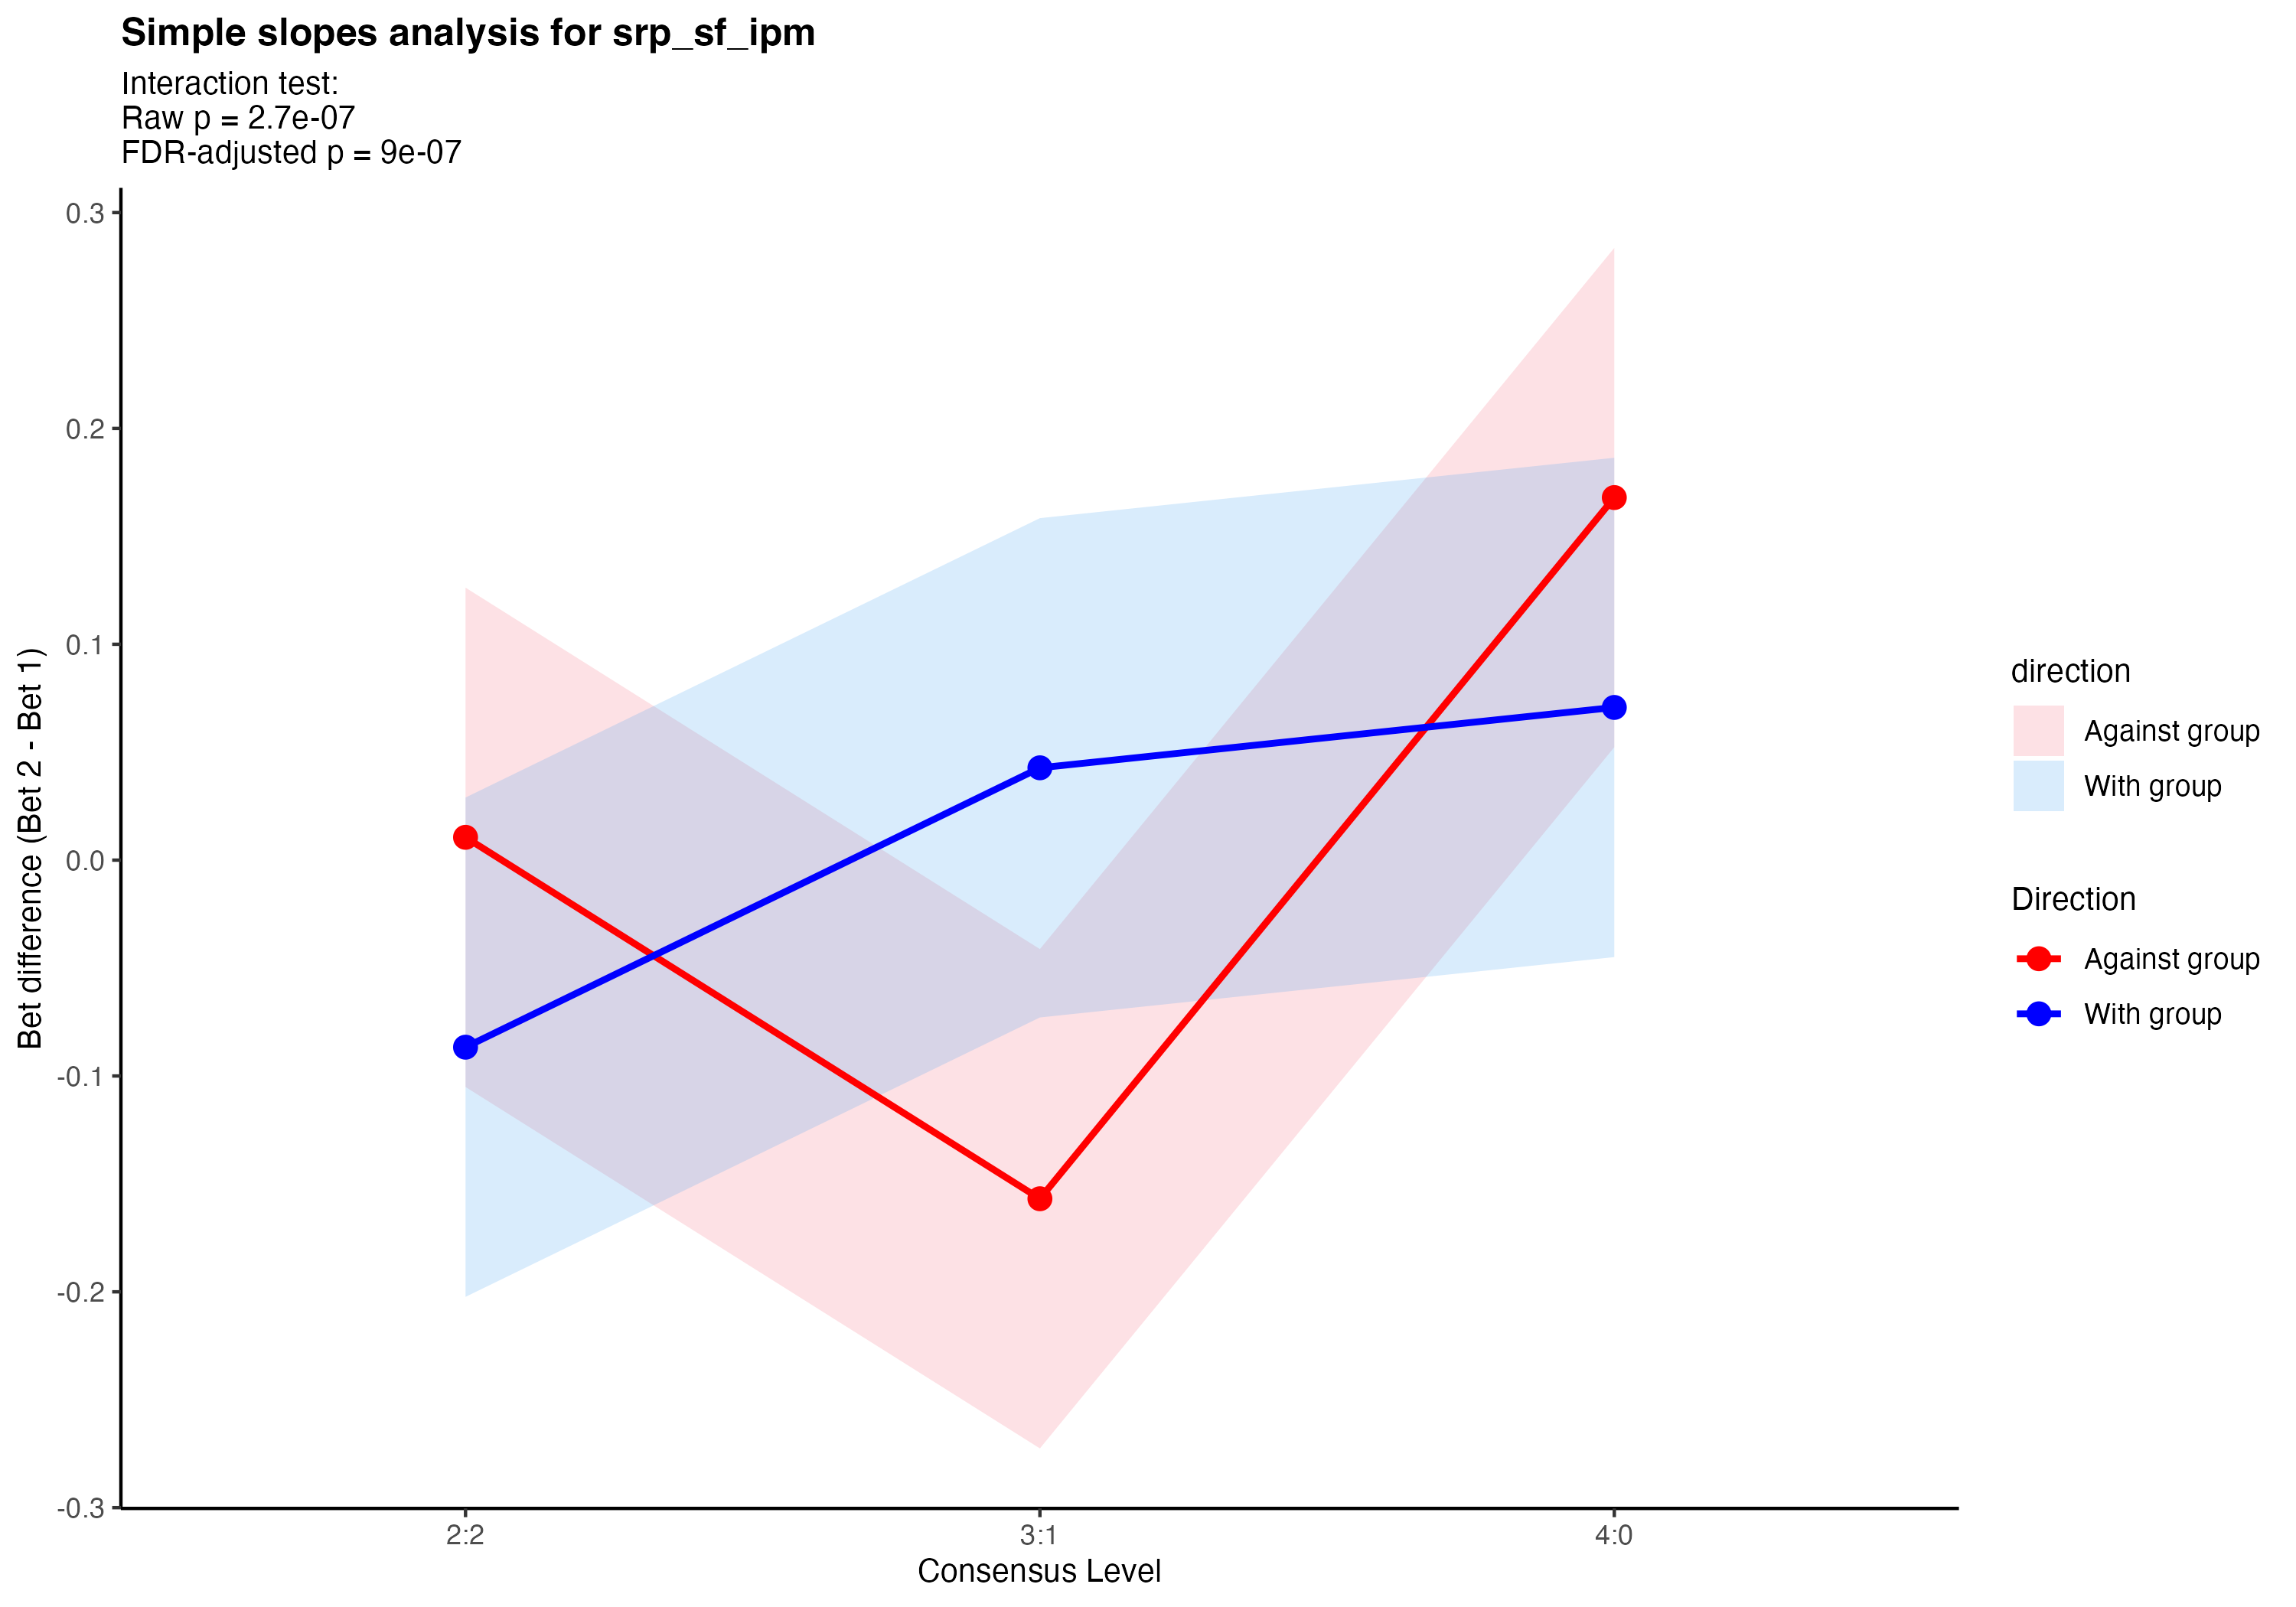 Simple slopes analysis for srp_sf_ipm
Interaction test:
Raw p = 2.7e-07
FDR-adjusted p = 9e-07
Bet difference (Bet 2 - Bet 1)
0.3
0.2
0.1
0.0
-0.1
-0.2
-0.3
2:2
3:1
4:0
Consensus Level
direction
Against group
With group
Direction
Against group
With group